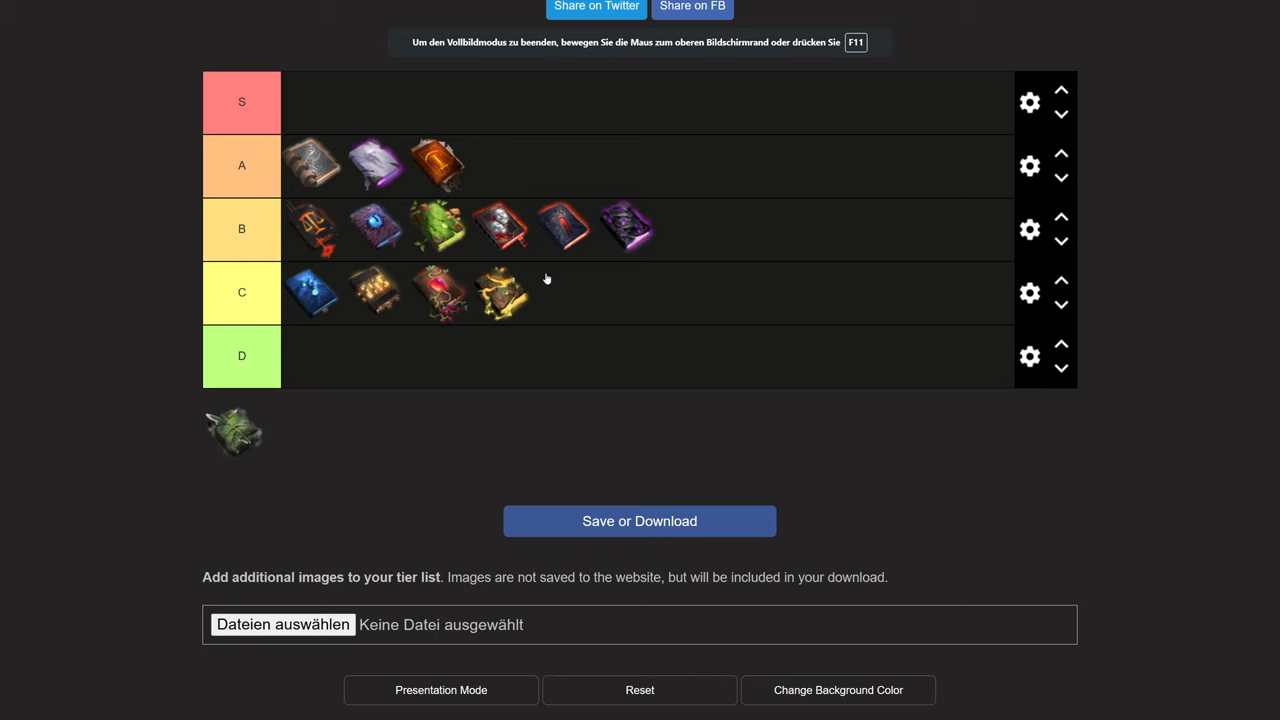 Share on Twitter
Share on FB
Um den Vollbildmodus zu beenden, bewegen Sie die Maus zum oberen Bildschirmrand oder drücken Sie F11
S
A
B
C
D
Save or Download
Add additional images to your tier list. Images are not saved to the website, but will be included in your download.
Dateien auswählen Keine Datei ausgewählt
Presentation Mode
Reset
Change Background Color